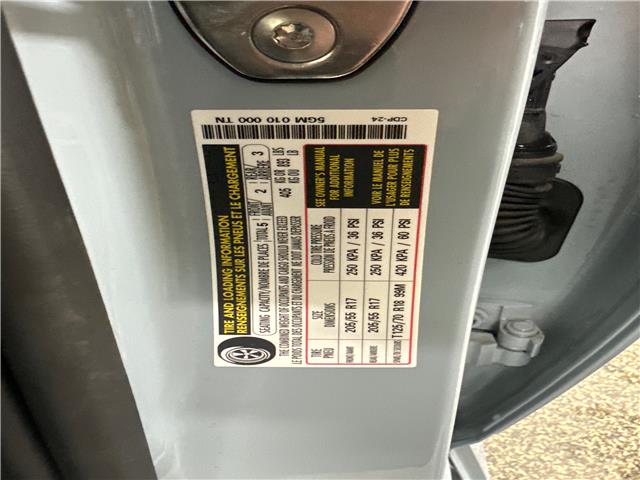 5GM 010 000 TN
CDP-24
TIRE AND LOADING INFORMATION
RENSEIGNEMENTS SUR LES PNEUS ET LE CHARGEMENT
SEATING CAPACITY/NOMBRE DE PLACES TOTAL 5 FRONT AVANT 2 REAR ARRIÈRE 3
THE COMBINED WEIGHT OF OCCUPANTS AND CARGO SHOULD NEVER EXCEED 405 KG OR 893 LBS
LE POIDS TOTAL DES OCCUPANTS ET DU CHARGEMENT NE DOIT JAMAIS DÉPASSER KG OU LB
TIRE PNEU SIZE DIMENSIONS COLD TIRE PRESSURE PRESSION DE PNEUS À FROID
FRONT/AVANT 205/55 R17 250 KPA / 36 PSI
REAR/ARRIÈRE 205/55 R17 250 KPA / 36 PSI
T125/70 R18 99M 420 KPA / 60 PSI
SEE OWNER'S MANUAL
FOR ADDITIONAL
INFORMATION
VOIR LE MANUEL DE
L'USAGER POUR PLUS
DE RENSEIGNEMENTS